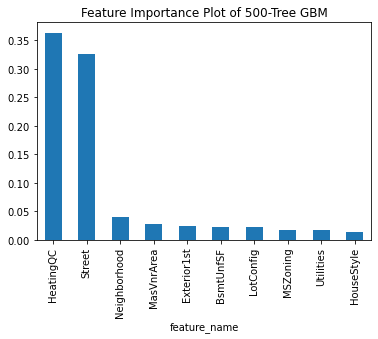 Feature Importance Plot of 500-Tree GBM
0.35
0.30
0.25
0.20
0.15
0.10
0.05
0.00
HeatingQC
Street
Neighborhood
MasVnrArea
Exterior1st
BsmtUnfSF
LotConfig
MSZoning
Utilities
HouseStyle
feature_name